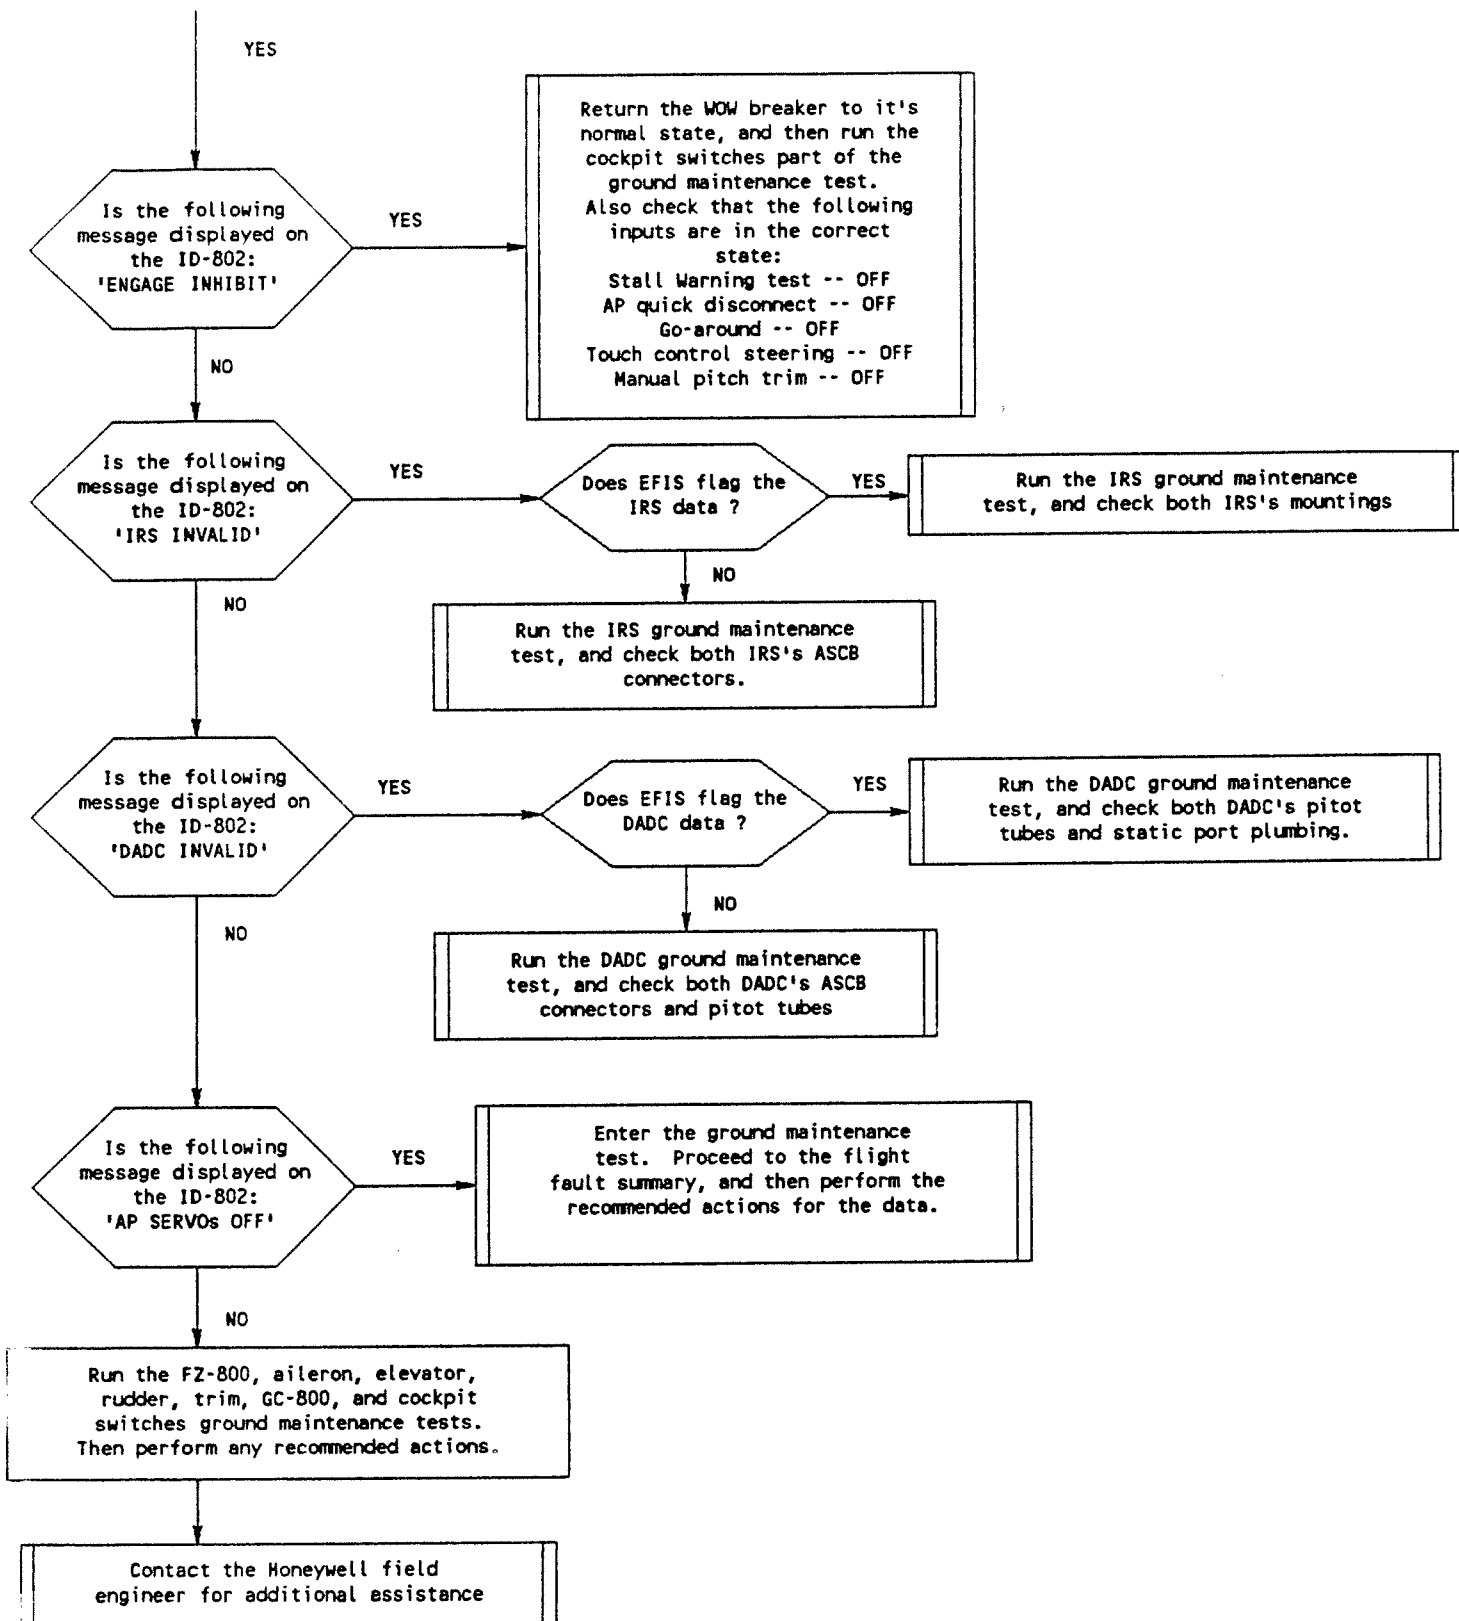 YES
Return the WOW breaker to it's
normal state, and then run the
cockpit switches part of the
ground maintenance test.
Also check that the following
inputs are in the correct
state:
Stall Warning test -- OFF
AP quick disconnect -- OFF
Go-around -- OFF
Touch control steering -- OFF
Manual pitch trim -- OFF
Is the following
message displayed on
the ID-802:
'ENGAGE INHIBIT'
YES
NO
Is the following
message displayed on
the ID-802:
'IRS INVALID'
YES
Does EFIS flag the
IRS data ?
YES
Run the IRS ground maintenance
test, and check both IRS's mountings
NO
NO
Run the IRS ground maintenance
test, and check both IRS's ASCB
connectors.
Is the following
message displayed on
the ID-802:
'DADC INVALID'
YES
Does EFIS flag the
DADC data ?
YES
Run the DADC ground maintenance
test, and check both DADC's pitot
tubes and static port plumbing.
NO
NO
Run the DADC ground maintenance
test, and check both DADC's ASCB
connectors and pitot tubes
Is the following
message displayed on
the ID-802:
'AP SERVOs OFF'
YES
Enter the ground maintenance
test. Proceed to the flight
fault summary, and then perform the
recommended actions for the data.
NO
Run the FZ-800, aileron, elevator,
rudder, trim, GC-800, and cockpit
switches ground maintenance tests.
Then perform any recommended actions.
Contact the Honeywell field
engineer for additional assistance